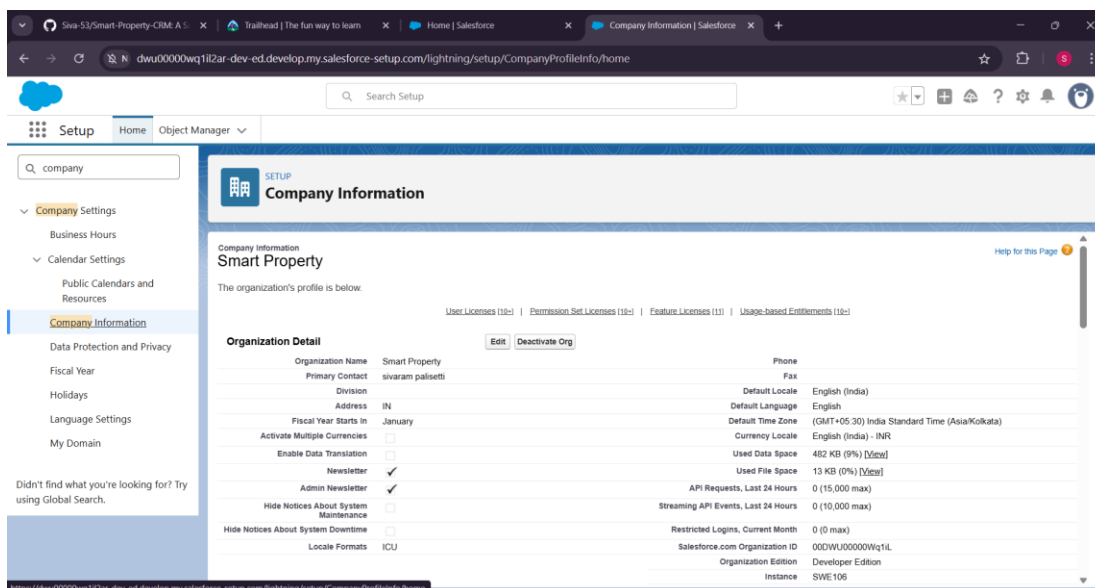 Siva-53/Smart-Property-CRM: A S
Trailhead | The fun way to learn
Home | Salesforce
Company Information | Salesforce
dwu00000wq1il2ar-dev-ed.develop.my.salesforce-setup.com/lightning/setup/CompanyProfileInfo/home
S
Search Setup
Setup
Home
Object Manager
company
Company Settings
Business Hours
Calendar Settings
Public Calendars and
Resources
Company Information
Data Protection and Privacy
Fiscal Year
Holidays
Language Settings
My Domain
Didn't find what you're looking for? Try
using Global Search.
SETUP
Company Information
Company Information
Smart Property
Help for this Page
The organization's profile is below.
User Licenses [10+] | Permission Set Licenses [10+] | Feature Licenses [11] | Usage-based Entitlements [10+]
Organization Detail Edit Deactivate Org
Organization Name Smart Property Phone
Primary Contact sivaram palisetti Fax
Division Default Locale English (India)
Address IN Default Language English
Fiscal Year Starts In January Default Time Zone (GMT+05:30) India Standard Time (Asia/Kolkata)
Activate Multiple Currencies Currency Locale English (India) - INR
Enable Data Translation Used Data Space 482 KB (9%) [View]
Newsletter Used File Space 13 KB (0%) [View]
Admin Newsletter API Requests, Last 24 Hours 0 (15,000 max)
Hide Notices About System
Maintenance Streaming API Events, Last 24 Hours 0 (10,000 max)
Hide Notices About System Downtime Restricted Logins, Current Month 0 (0 max)
Locale Formats ICU Salesforce.com Organization ID 00DWU00000Wq1iL
Organization Edition Developer Edition
Instance SWE106